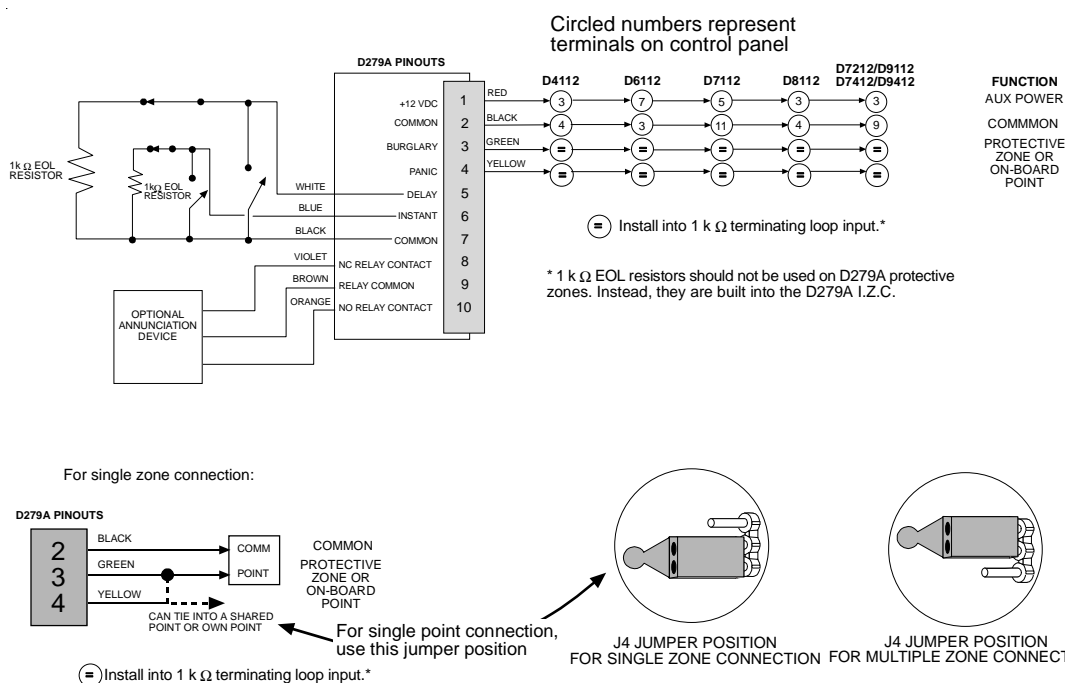 Circled numbers represent
terminals on control panel
D279A PINOUTS
D4112
D6112
D7112
D8112
D7212/D9112
D7412/D9412
FUNCTION
+12 VDC 1 RED 3 7 5 3 3 AUX POWER
COMMON 2 BLACK 4 3 11 4 9 COMMMON
BURGLARY 3 GREEN = = = = =
PANIC 4 YELLOW = = = = =
PROTECTIVE
ZONE OR
ON-BOARD
POINT
1k Ω EOL
RESISTOR
1kΩ EOL
RESISTOR
WHITE DELAY 5
BLUE INSTANT 6
BLACK COMMON 7
VIOLET NC RELAY CONTACT 8
BROWN RELAY COMMON 9
ORANGE NO RELAY CONTACT 10
OPTIONAL
ANNUNCIATION
DEVICE
= Install into 1 k Ω terminating loop input.*
* 1 k Ω EOL resistors should not be used on D279A protective
zones. Instead, they are built into the D279A I.Z.C.
For single zone connection:
D279A PINOUTS
2 BLACK COMM COMMON
3 GREEN POINT
4 YELLOW
PROTECTIVE
ZONE OR
ON-BOARD
POINT
CAN TIE INTO A SHARED
POINT OR OWN POINT
For single point connection,
use this jumper position
= Install into 1 k Ω terminating loop input.*
J4 JUMPER POSITION
FOR SINGLE ZONE CONNECTION
J4 JUMPER POSITION
FOR MULTIPLE ZONE CONNECT